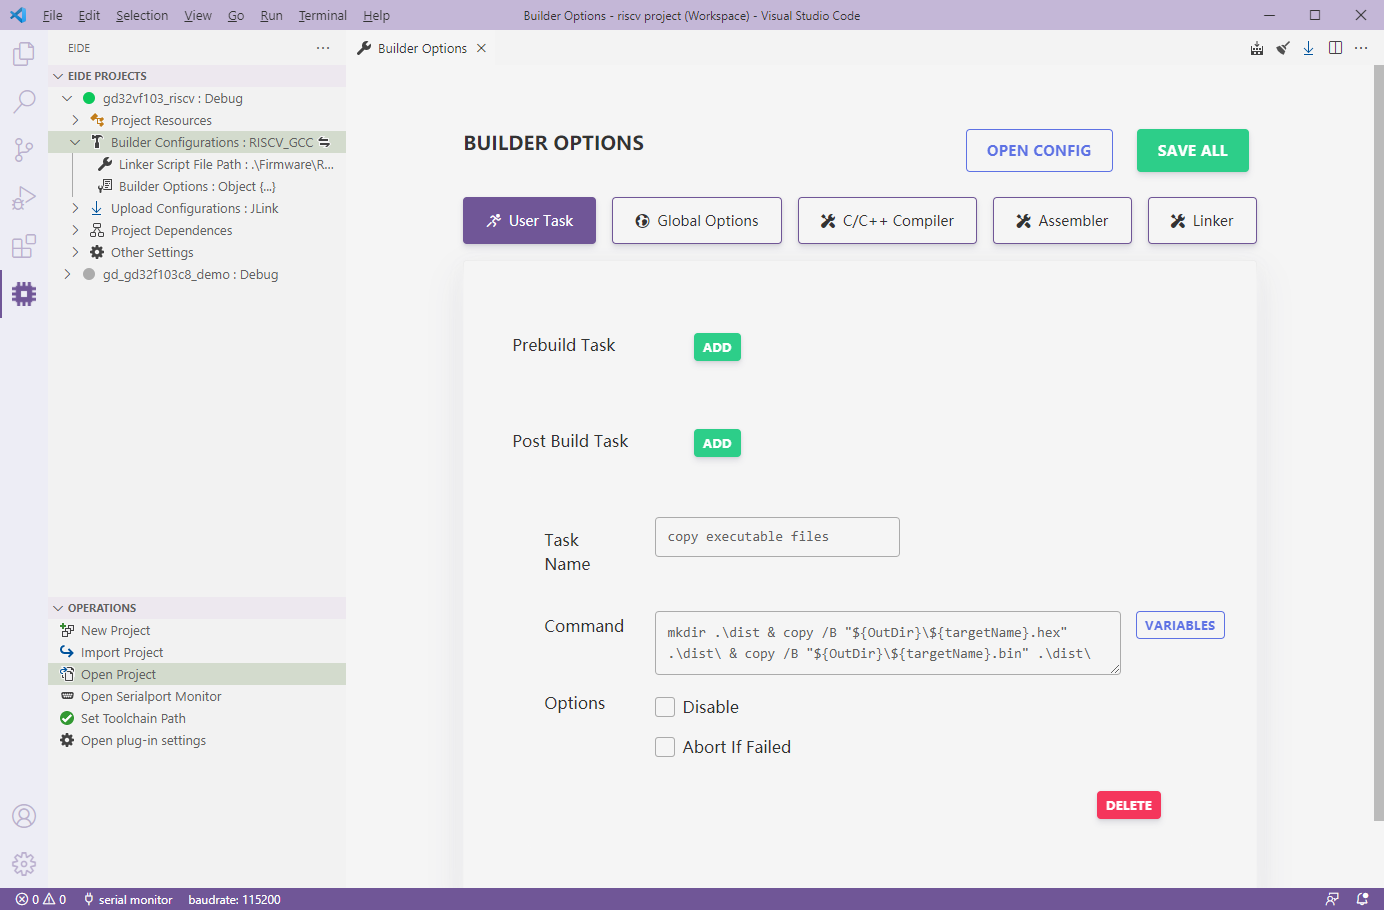 File Edit Selection View Go Run Terminal Help
Builder Options - riscv project (Workspace) - Visual Studio Code
EIDE
EIDE PROJECTS
gd32vf103_riscv : Debug
Project Resources
Builder Configurations : RISCV_GCC
Linker Script File Path : .\Firmware\R...
Builder Options : Object {...}
Upload Configurations : JLink
Project Dependences
Other Settings
gd_gd32f103c8_demo : Debug
OPERATIONS
New Project
Import Project
Open Project
Open Serialport Monitor
Set Toolchain Path
Open plug-in settings
Builder Options
BUILDER OPTIONS
OPEN CONFIG
SAVE ALL
User Task
Global Options
C/C++ Compiler
Assembler
Linker
Prebuild Task
ADD
Post Build Task
ADD
Task
Name
copy executable files
Command
mkdir .\dist & copy /B "${OutDir}\${targetName}.hex"
.\dist\ & copy /B "${OutDir}\${targetName}.bin" .\dist\
VARIABLES
Options
Disable
Abort If Failed
DELETE
0 0 serial monitor baudrate: 115200